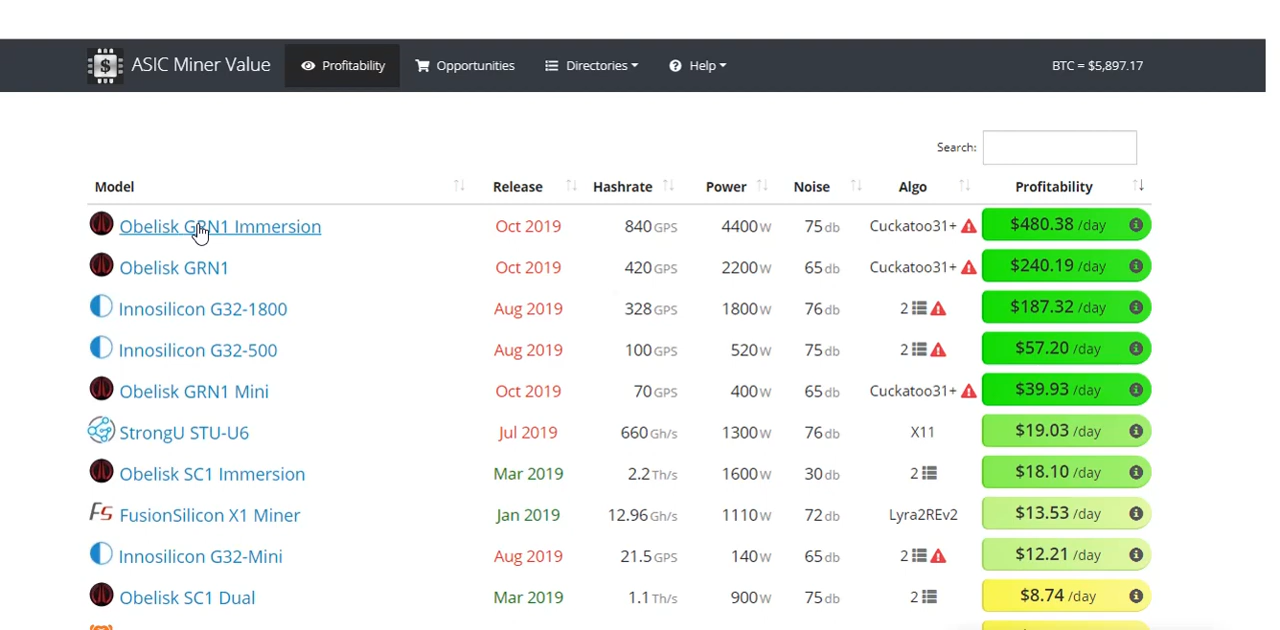 ASIC Miner Value Profitability Opportunities Directories Help BTC = $5,897.17
Search:
Model Release Hashrate Power Noise Algo Profitability
Obelisk GRN1 Immersion Oct 2019 840 GPS 4400 W 75 db Cuckatoo31+ $480.38 /day
Obelisk GRN1 Oct 2019 420 GPS 2200 W 65 db Cuckatoo31+ $240.19 /day
Innosilicon G32-1800 Aug 2019 328 GPS 1800 W 76 db 2 $187.32 /day
Innosilicon G32-500 Aug 2019 100 GPS 520 W 75 db 2 $57.20 /day
Obelisk GRN1 Mini Oct 2019 70 GPS 400 W 65 db Cuckatoo31+ $39.93 /day
StrongU STU-U6 Jul 2019 660 Gh/s 1300 W 76 db X11 $19.03 /day
Obelisk SC1 Immersion Mar 2019 2.2 Th/s 1600 W 30 db 2 $18.10 /day
FS FusionSilicon X1 Miner Jan 2019 12.96 Gh/s 1110 W 72 db Lyra2REv2 $13.53 /day
Innosilicon G32-Mini Aug 2019 21.5 GPS 140 W 65 db 2 $12.21 /day
Obelisk SC1 Dual Mar 2019 1.1 Th/s 900 W 75 db 2 $8.74 /day